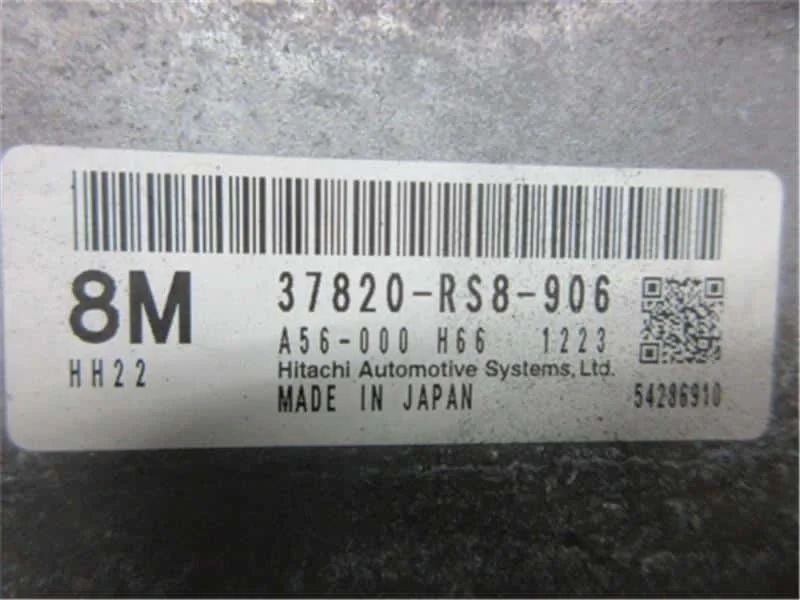 8M 37820-RS8-906
A56-000 H66 1223
HH22
Hitachi Automotive Systems, Ltd.
MADE IN JAPAN 54286910